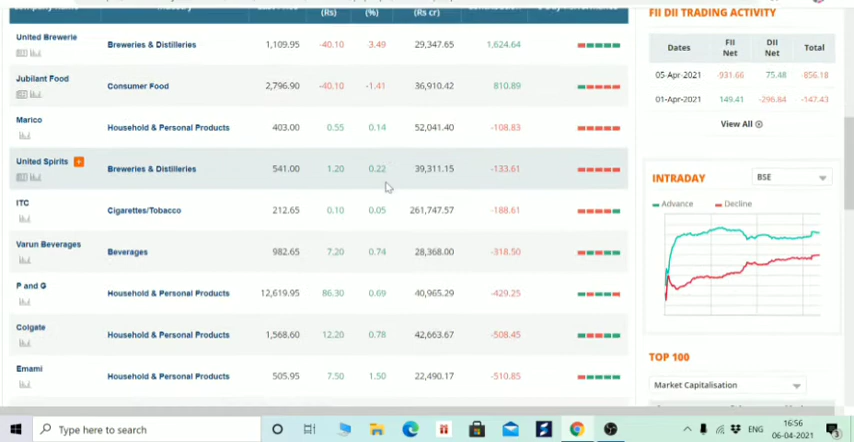 (Rs) (%) (Rs cr)
United Brewerie Breweries & Distilleries 1,109.95 -40.10 3.49 29,347.65 1,624.64
Jubilant Food Consumer Food 2,796.90 -40.10 -1.41 36,910.42 810.89
Marico Household & Personal Products 403.00 0.55 0.14 52,041.40 -108.83
United Spirits Breweries & Distilleries 541.00 1.20 0.22 39,311.15 -133.61
ITC Cigarettes/Tobacco 212.65 0.10 0.05 261,747.57 -188.61
Varun Beverages Beverages 982.65 7.20 0.74 28,368.00 -318.50
P and G Household & Personal Products 12,619.95 86.30 0.69 40,965.29 -429.25
Colgate Household & Personal Products 1,568.60 12.20 0.78 42,663.67 -508.45
Emami Household & Personal Products 505.95 7.50 1.50 22,490.17 -510.85
FII DII TRADING ACTIVITY
Dates FII Net DII Net Total
05-Apr-2021 -931.66 75.48 -856.18
01-Apr-2021 149.41 -296.84 -147.43
View All
INTRADAY BSE
Advance Decline
TOP 100
Market Capitalisation
Type here to search
ENG
16:56
06-04-2021